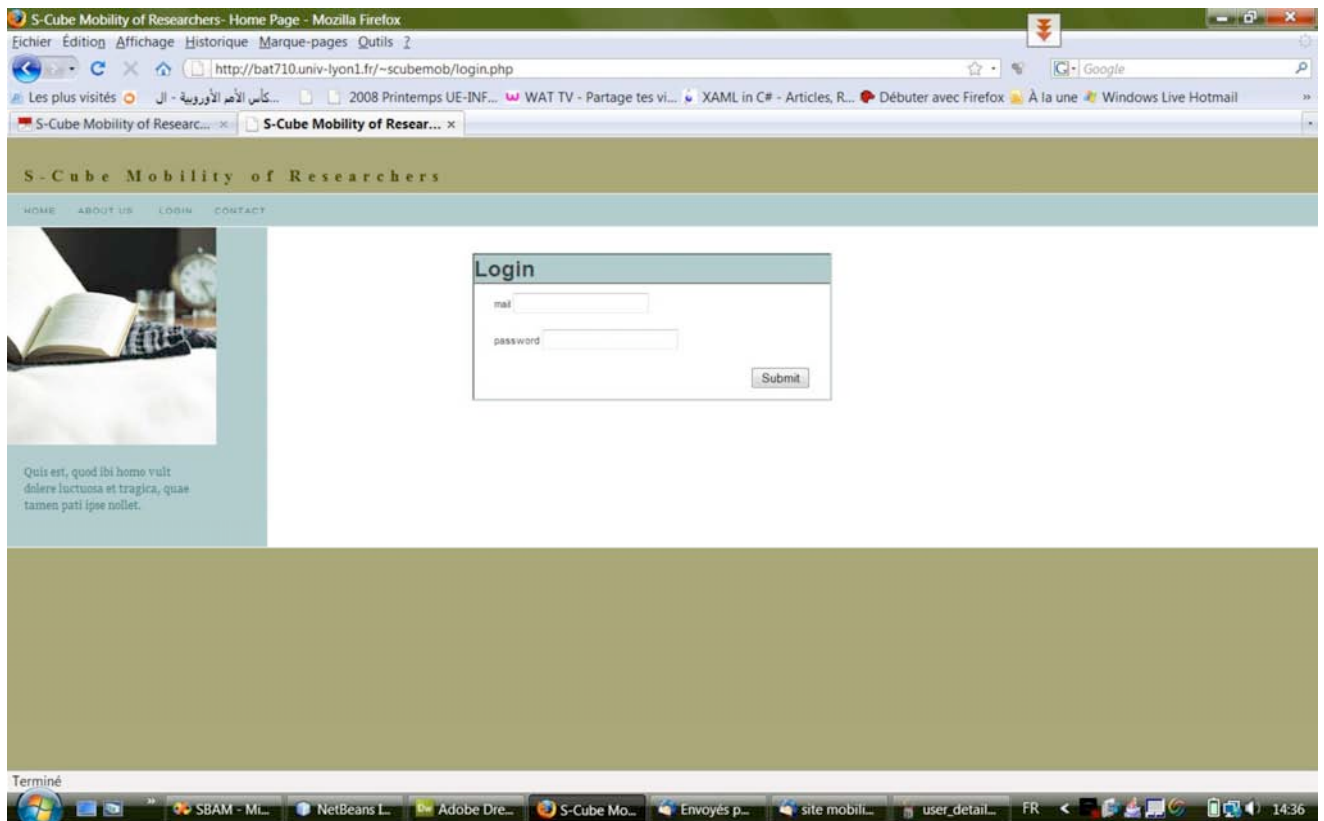 S-Cube Mobility of Researchers- Home Page - Mozilla Firefox
Fichier Édition Affichage Historique Marque-pages Outils ?
http://bat710.univ-lyon1.fr/~scubemob/login.php
Google
Les plus visités كأس الأمم الأوروبية - ال... 2008 Printemps UE-INF... WAT TV - Partage tes vi... XAML in C# - Articles, R... Débuter avec Firefox À la une Windows Live Hotmail »
S-Cube Mobility of Researc... × S-Cube Mobility of Resear... ×
S-Cube Mobility of Researchers
HOME ABOUT US LOGIN CONTACT
Login
mail
password
Submit
Quis est, quod ibi homo vult
dolere luctuosa et tragica, quae
tamen pati ipse nollet.
Terminé
» SBAM - Mi... NetBeans I... Adobe Dre... S-Cube Mo... Envoyés p... site mobili... user_detail... FR < 14:36